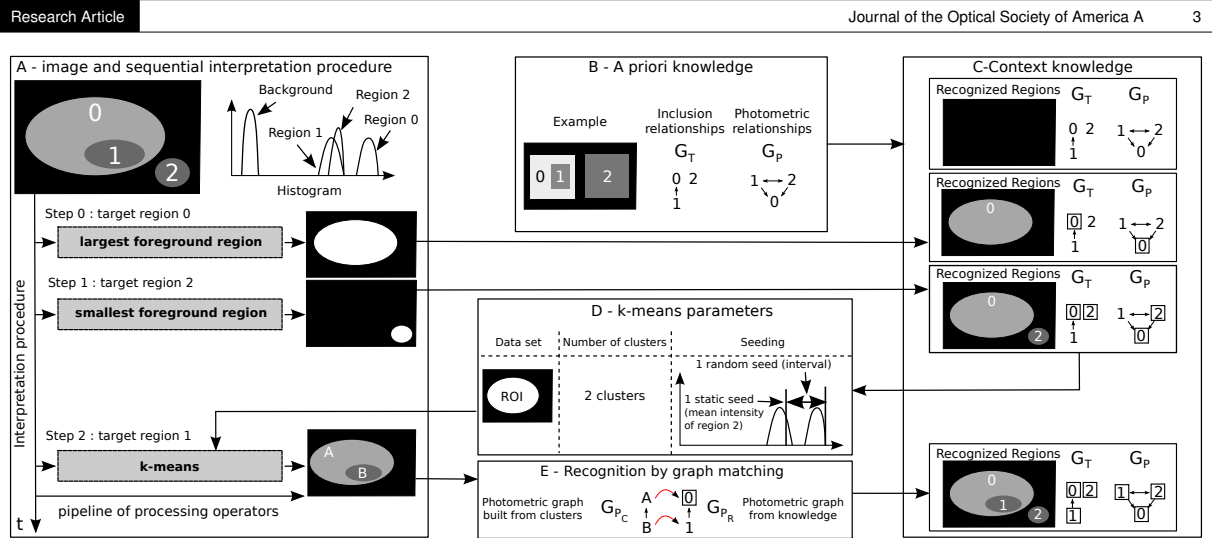 Research Article
Journal of the Optical Society of America A 3
A - image and sequential interpretation procedure
0
1
2
Background
Region 2
Region 1
Region 0
Histogram
Step 0 : target region 0
largest foreground region
Step 1 : target region 2
smallest foreground region
Interpretation procedure
Step 2 : target region 1
k-means
A
B
pipeline of processing operators
t
B - A priori knowledge
Example
Inclusion
relationships
Photometric
relationships
G_T
G_P
0 1 2
0 2
1
1 2
0
D - k-means parameters
Data set
Number of clusters
Seeding
ROI
2 clusters
1 random seed (interval)
1 static seed
(mean intensity
of region 2)
E - Recognition by graph matching
Photometric graph
built from clusters
G_PC
A 0
B 1
G_PR
Photometric graph
from knowledge
C-Context knowledge
Recognized Regions
G_T
G_P
0 2
1
1 2
0
Recognized Regions
G_T
G_P
0
0 2
1
1 2
0
Recognized Regions
G_T
G_P
0
2
0 2
1
1 2
0
Recognized Regions
G_T
G_P
0
1
2
0 2
1
1 2
0